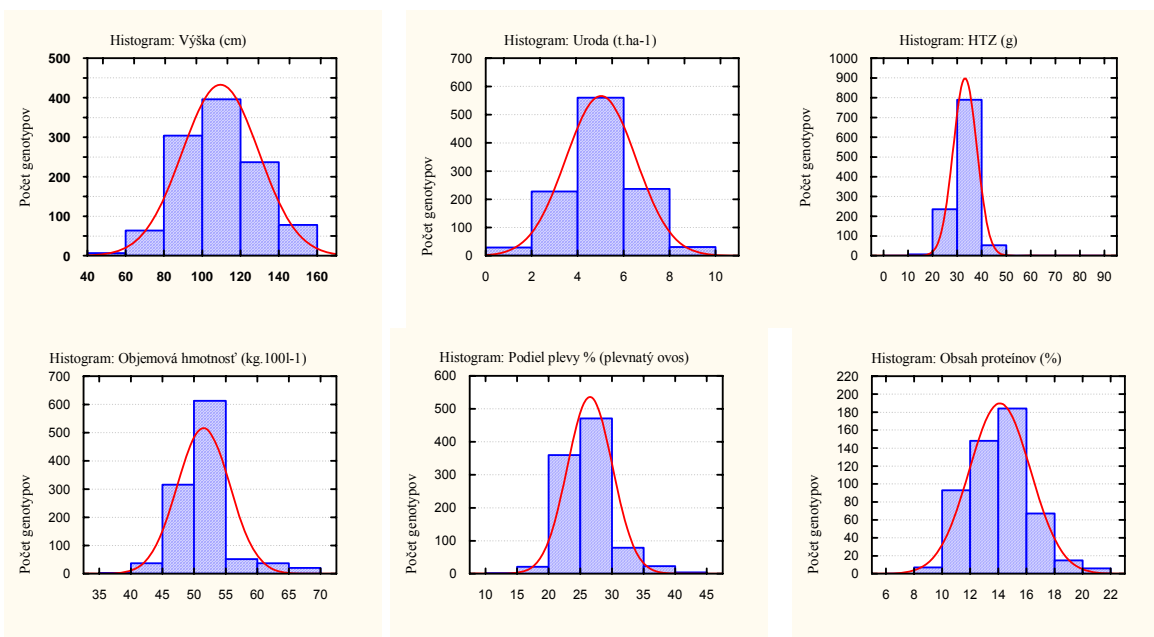 Histogram: Výška (cm)
Počet genotypov
500
400
300
200
100
0
40 60 80 100 120 140 160
Histogram: Uroda (t.ha-1)
Počet genotypov
700
600
500
400
300
200
100
0
0 2 4 6 8 10
Histogram: HTZ (g)
Počet genotypov
1000
900
800
700
600
500
400
300
200
100
0
0 10 20 30 40 50 60 70 80 90 95
Histogram: Objemová hmotnosť (kg.100l-1)
Počet genotypov
700
600
500
400
300
200
100
0
35 40 45 50 55 60 65 70
Histogram: Podiel plevy % (plevnatý ovos)
Počet genotypov
600
500
400
300
200
100
0
10 15 20 25 30 35 40 45
Histogram: Obsah proteínov (%)
Počet genotypov
220
200
180
160
140
120
100
80
60
40
20
0
6 8 10 12 14 16 18 20 22